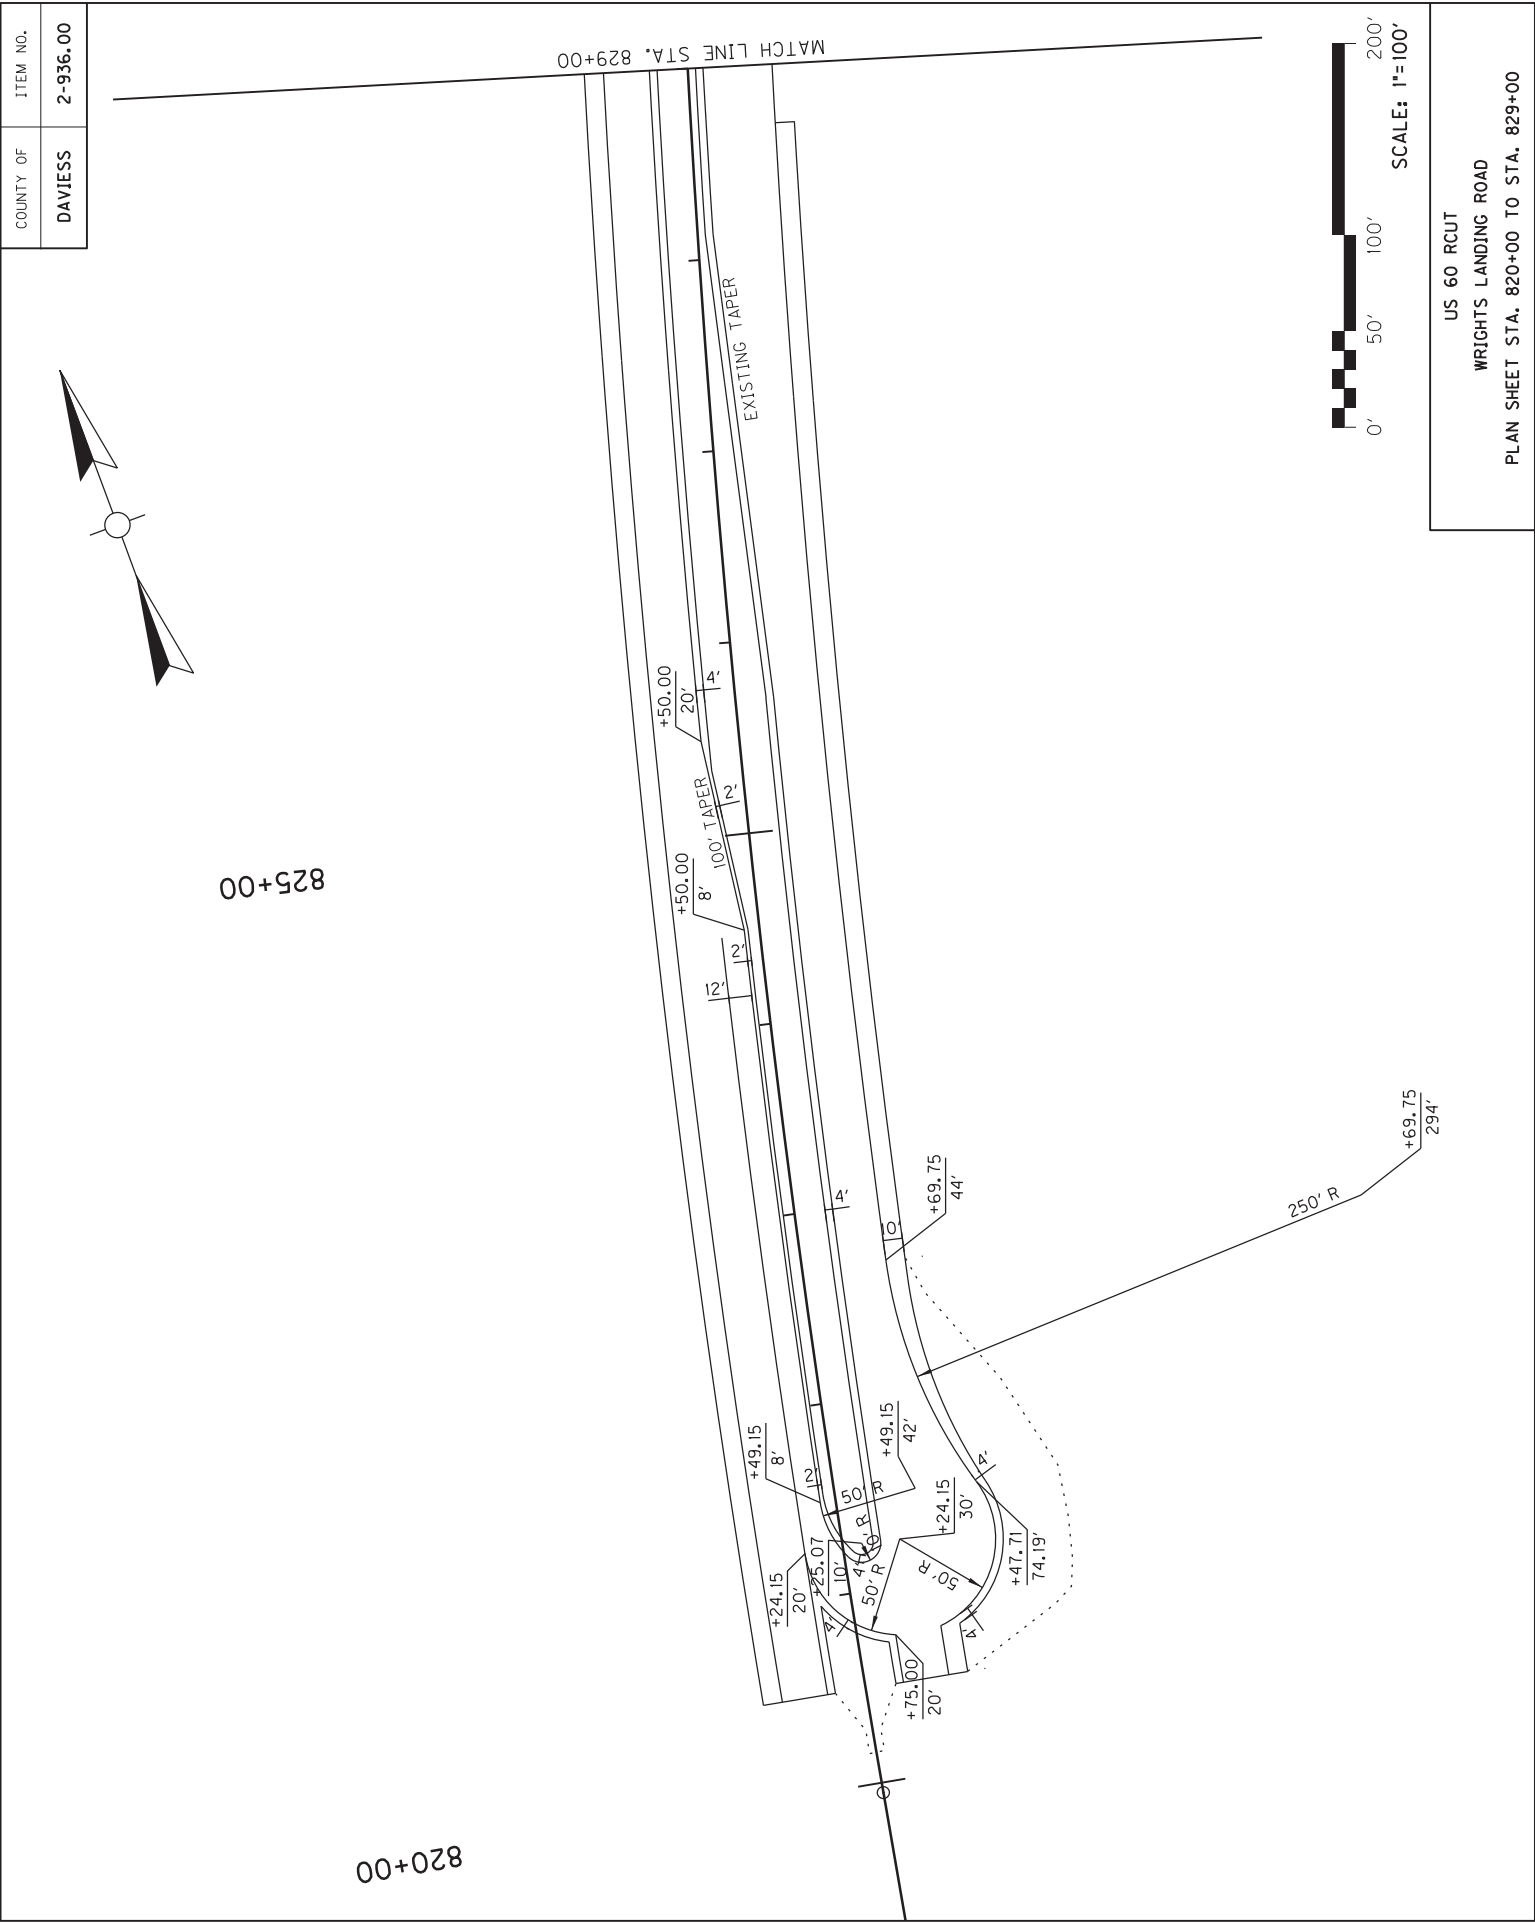 COUNTY OF
ITEM NO.
DAVIESS
2-936.00
MATCH LINE STA. 829+00
EXISTING TAPER
+50.00
20'
4'
2'
100' TAPER
+50.00
8'
2'
12'
825+00
4'
+69.75
44'
10'
+69.75
294'
250' R
+49.15
8'
2'
50' R
+49.15
42'
+24.15
30'
4'
+47.71
74.19'
50' R
4'
+24.15
20'
+25.07
10'
4'
50' R
4'
+75.00
20'
820+00
0'
50'
100'
200'
SCALE: 1"=100'
US 60 RCUT
WRIGHTS LANDING ROAD
PLAN SHEET STA. 820+00 TO STA. 829+00